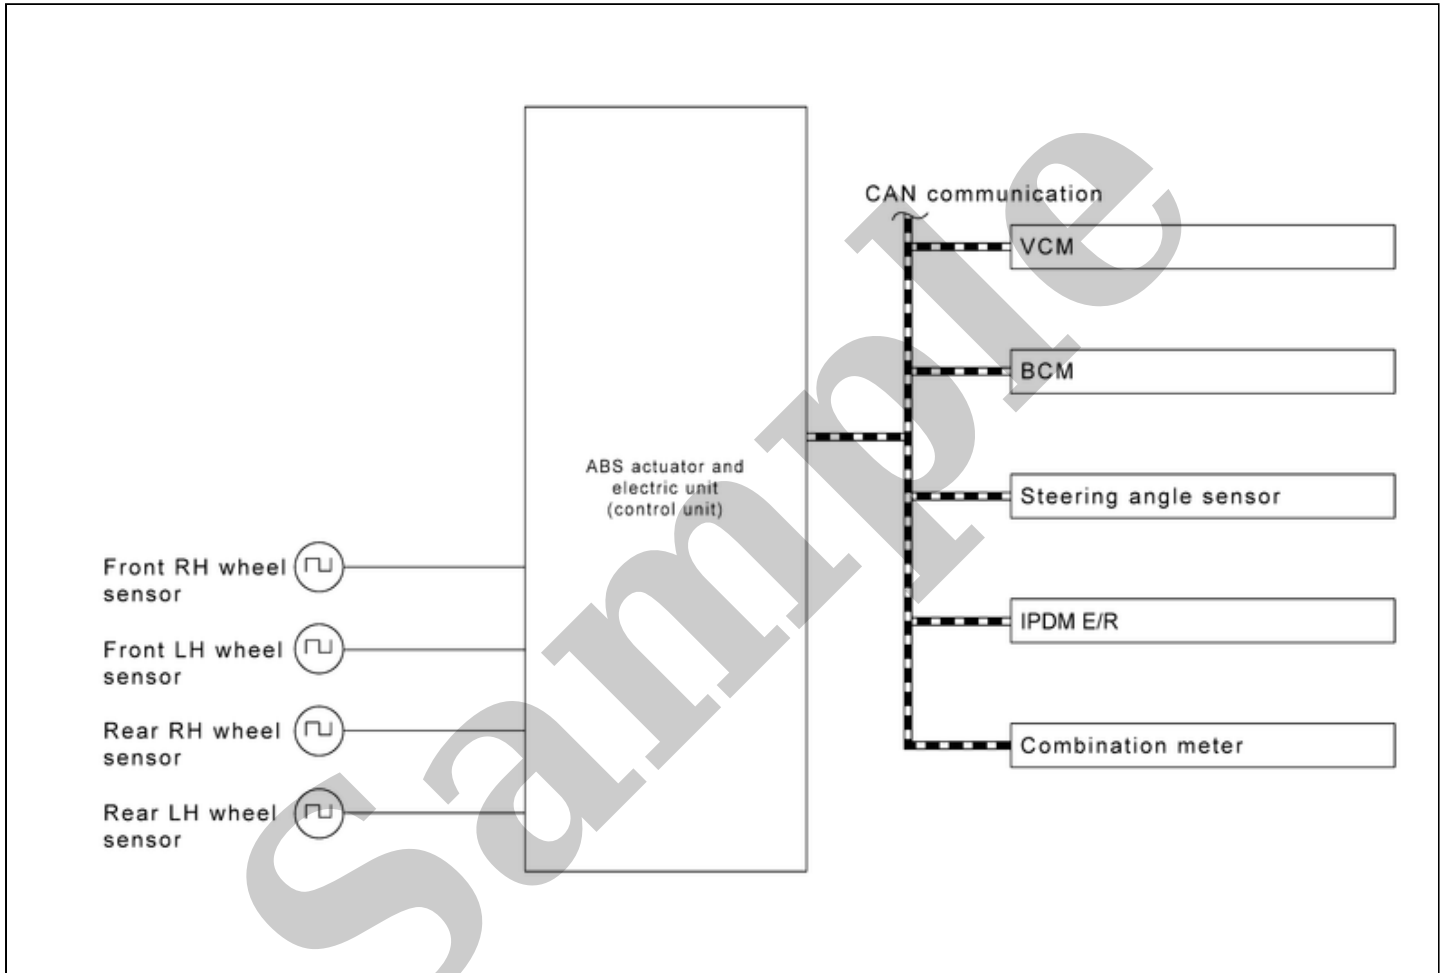 CAN communication
VCM
BCM
ABS actuator and
electric unit
(control unit)
Steering angle sensor
Front RH wheel
sensor
IPDM E/R
Front LH wheel
sensor
Rear RH wheel
sensor
Combination meter
Rear LH wheel
sensor
Sample